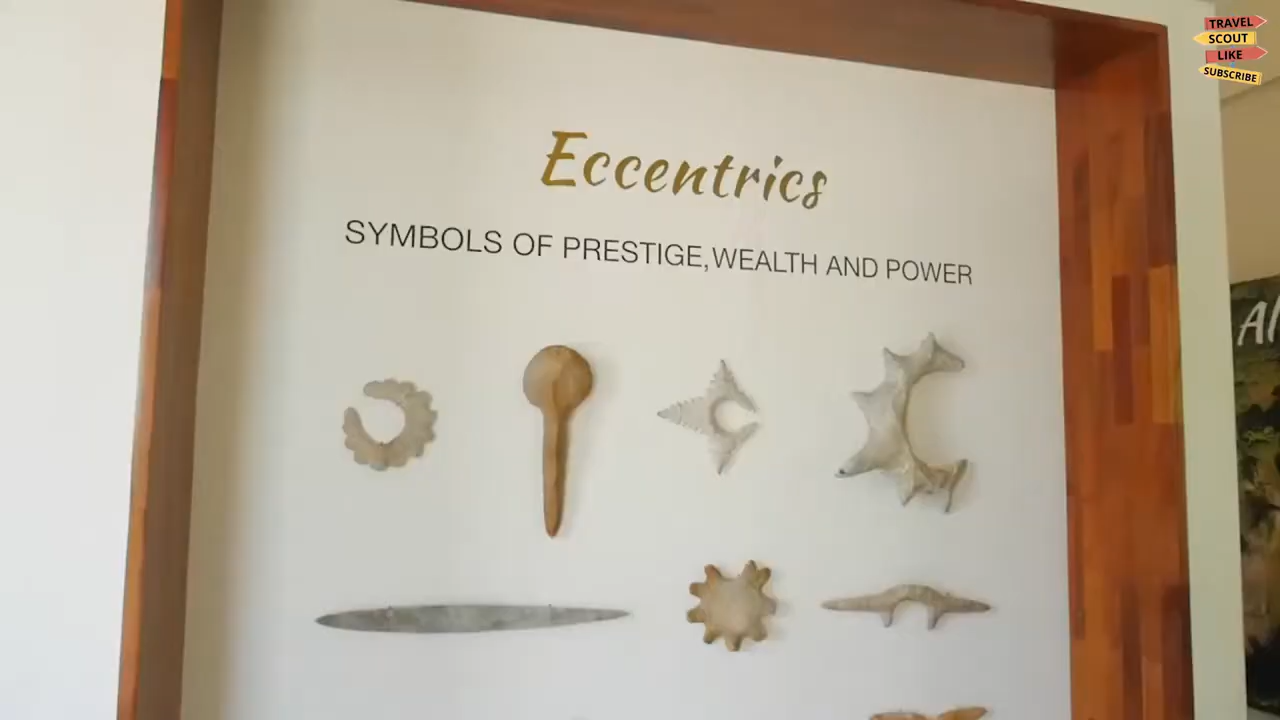 Eccentrics
SYMBOLS OF PRESTIGE, WEALTH AND POWER
TRAVEL
SCOUT
LIKE
SUBSCRIBE